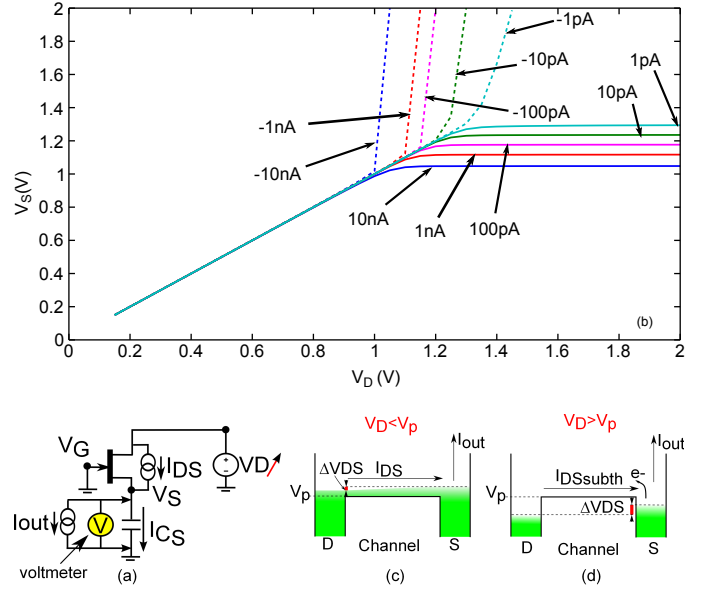 2
1.8
1.6
1.4
1.2
1
0.8
0.6
0.4
0.2
0
VS(V)
-1pA
-10pA
1pA
10pA
-100pA
-1nA
-10nA
10nA
1nA
100pA
(b)
0 0.2 0.4 0.6 0.8 1 1.2 1.4 1.6 1.8 2
VD (V)
VG
IDS
VD
VS
Iout
V
ICS
voltmeter
(a)
VD<Vp
Iout
ΔVDS
IDS
Vp
D
Channel
S
(c)
VD>Vp
Iout
e-
IDSsubth
Vp
ΔVDS
D
Channel
S
(d)